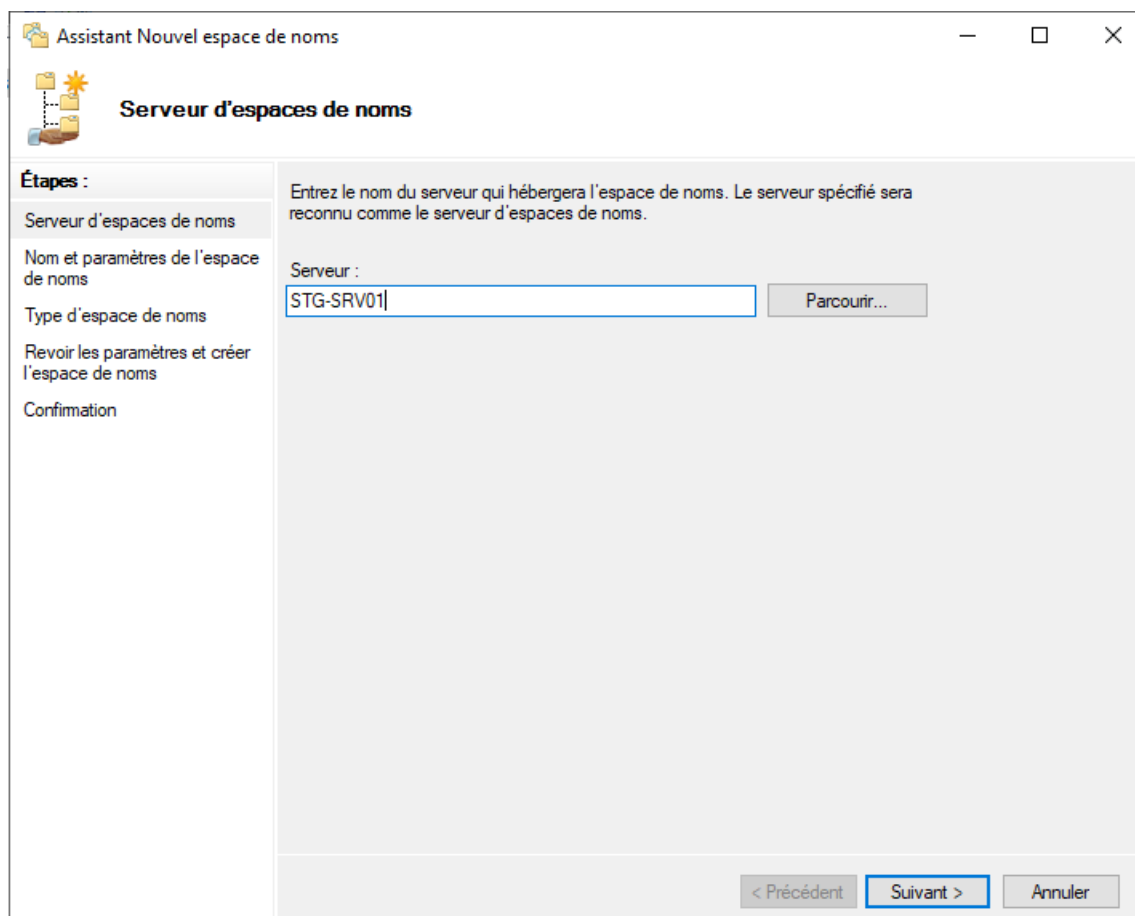 Assistant Nouvel espace de noms
Serveur d'espaces de noms
Étapes :
Serveur d'espaces de noms
Nom et paramètres de l'espace
de noms
Type d'espace de noms
Revoir les paramètres et créer
l'espace de noms
Confirmation
Entrez le nom du serveur qui hébergera l'espace de noms. Le serveur spécifié sera
reconnu comme le serveur d'espaces de noms.
Serveur :
STG-SRV01
Parcourir...
< Précédent
Suivant >
Annuler